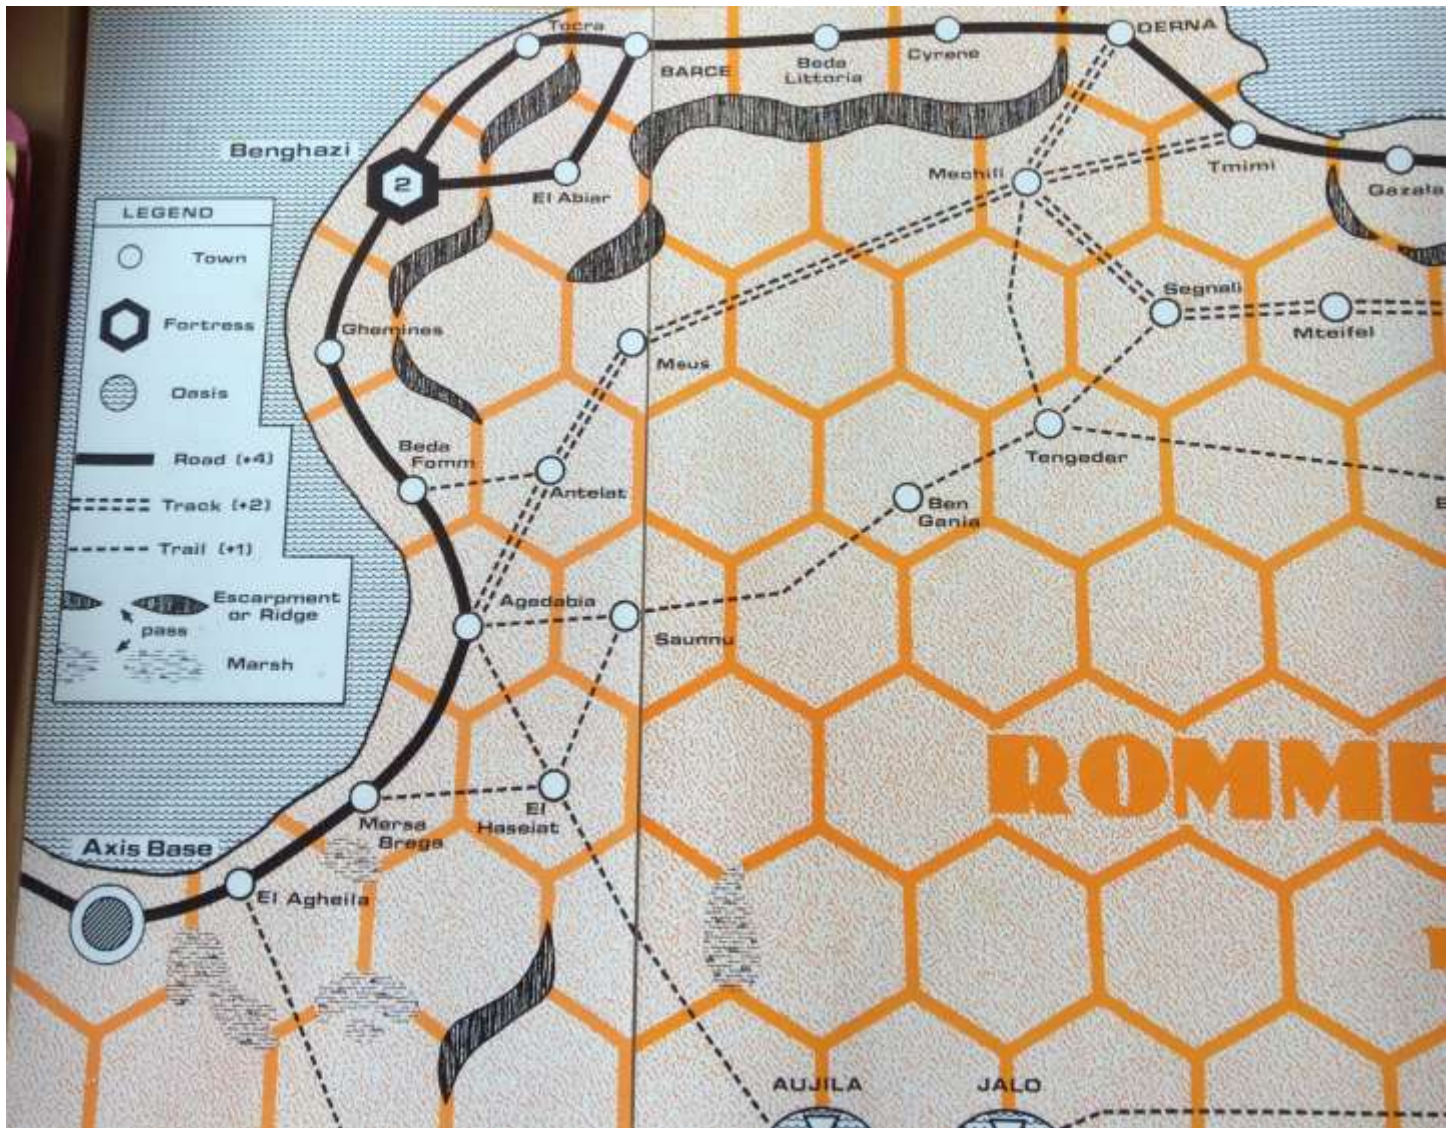 Tocra
BARCE
Beda
Littoria
Cyrene
DERNA
Benghazi
2
El Abiar
Mechili
Tmimi
Gazala
LEGEND
Town
Fortress
Oasis
Road (+4)
Track (+2)
Trail (+1)
Escarpment
or Ridge
pass
Marsh
Ghemines
Msus
Segnali
Mteifel
Beda
Fomm
Antelat
Tengedar
Ben
Gania
Agedabia
Saunnu
El
Haseiat
Mersa
Brega
Axis Base
El Agheila
ROMME
AUJILA
JALO